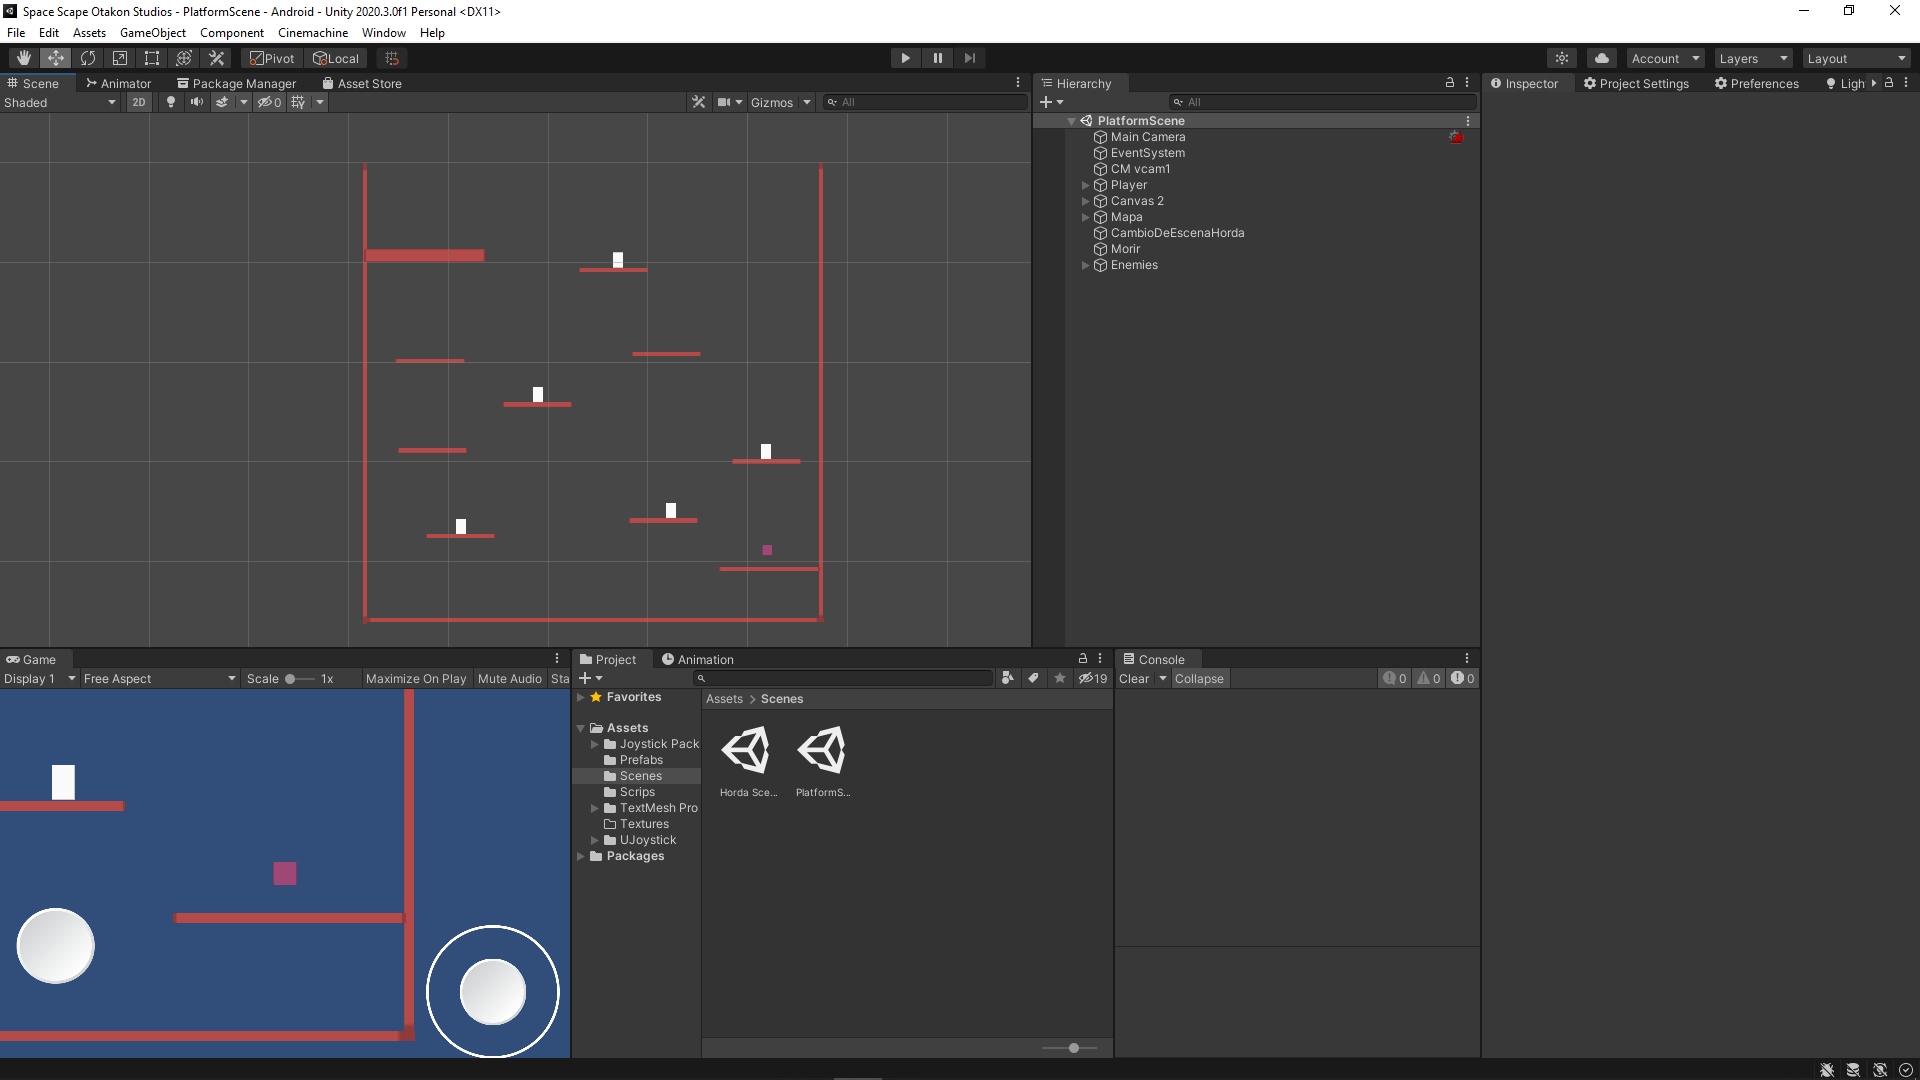 Space Scape Otakon Studios - PlatformScene - Android - Unity 2020.3.0f1 Personal <DX11>
File Edit Assets GameObject Component Cinemachine Window Help
Pivot Local Account Layers Layout
Scene Animator Package Manager Asset Store
Shaded 2D 0 Gizmos All
Hierarchy
All
PlatformScene
Main Camera
EventSystem
CM vcam1
Player
Canvas 2
Mapa
CambioDeEscenaHorda
Morir
Enemies
Inspector Project Settings Preferences Ligh
Game
Display 1 Free Aspect Scale 1x Maximize On Play Mute Audio Sta
Project Animation
19
Favorites
Assets
Joystick Pack
Prefabs
Scenes
Scrips
TextMesh Pro
Textures
UJoystick
Packages
Assets > Scenes
Horda Sce...
PlatformS...
Console
Clear Collapse 0 0 0